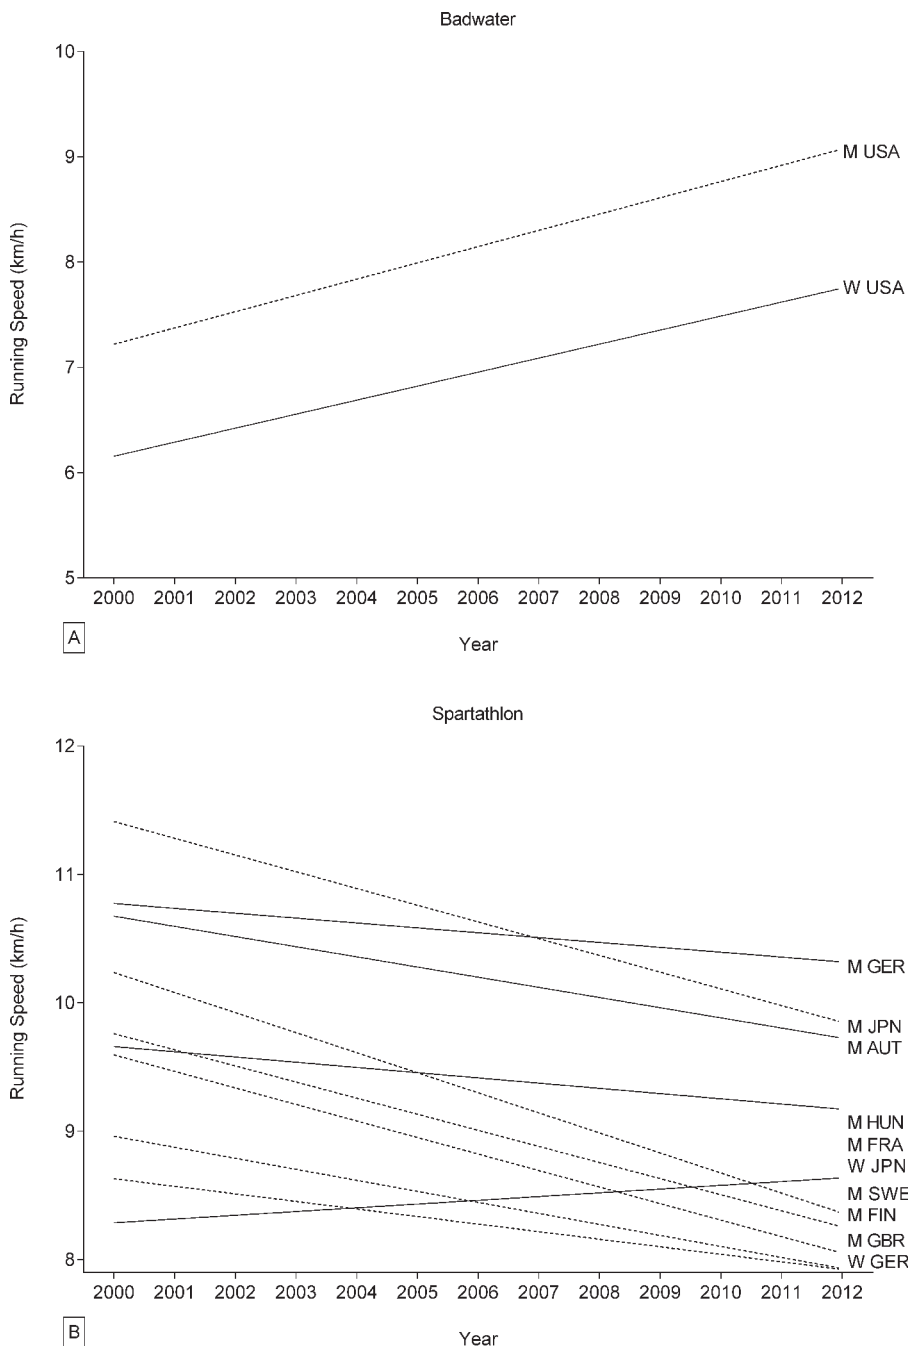 Badwater
10
9
8
7
6
5
Running Speed (km/h)
M USA
W USA
2000 2001 2002 2003 2004 2005 2006 2007 2008 2009 2010 2011 2012
A
Year
Spartathlon
12
11
10
9
8
Running Speed (km/h)
M GER
M JPN
M AUT
M HUN
M FRA
W JPN
M SWE
M FIN
M GBR
W GER
2000 2001 2002 2003 2004 2005 2006 2007 2008 2009 2010 2011 2012
B
Year